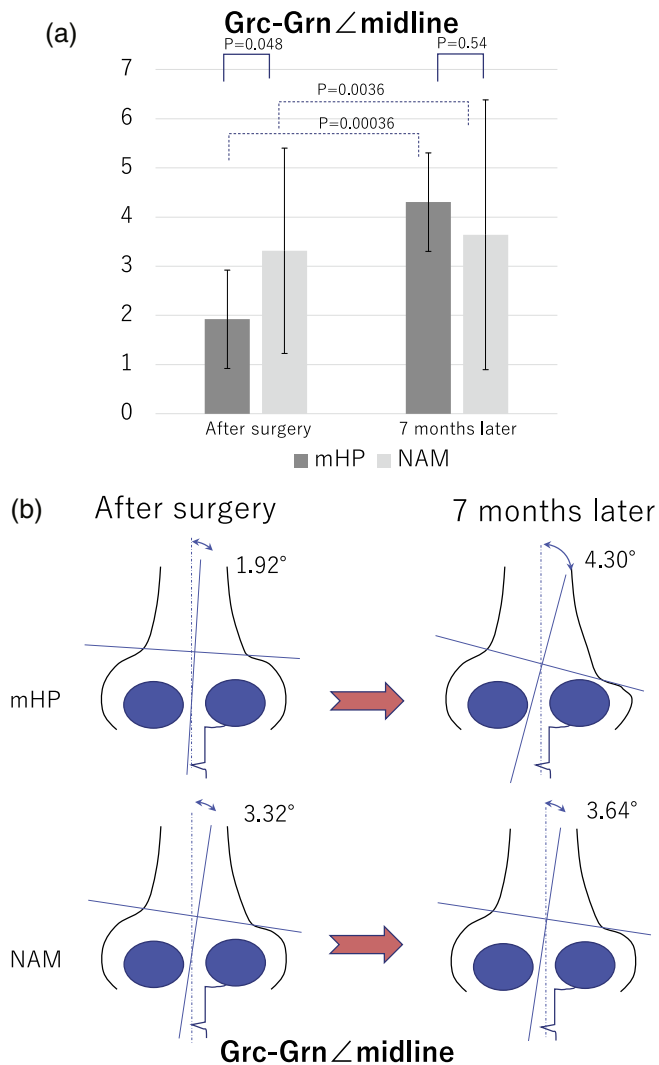 (a)
Grc-Grn∠midline
P=0.048
P=0.54
P=0.0036
P=0.00036
7
6
5
4
3
2
1
0
After surgery
7 months later
mHP
NAM
(b)
After surgery
7 months later
1.92°
4.30°
mHP
3.32°
3.64°
NAM
Grc-Grn∠midline